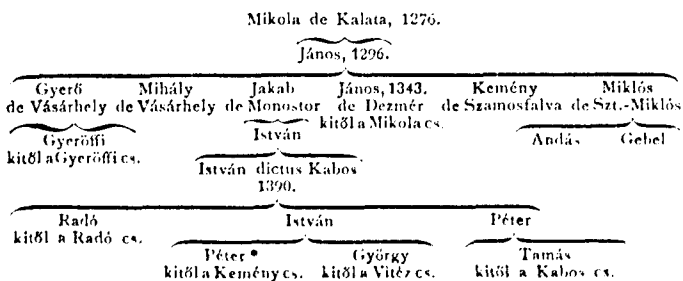 Mikola de Kalata, 1276.
János, 1296.
Gyerő Mihály Jakab János, 1343. Kemény Miklós
de Vásárhely de Vásárhely de Monostor de Dezmér de Szamosfalva de Szt.-Miklós
kitől a Mikola cs.
Gyerőffi István Andás Gebel
kitől a Gyerőffi cs.
István dictus Kabos
1390.
Radó István Péter
kitől a Radó cs.
Péter * György Tamás
kitől a Kemény cs. kitől a Vitéz cs. kitől a Kabos cs.